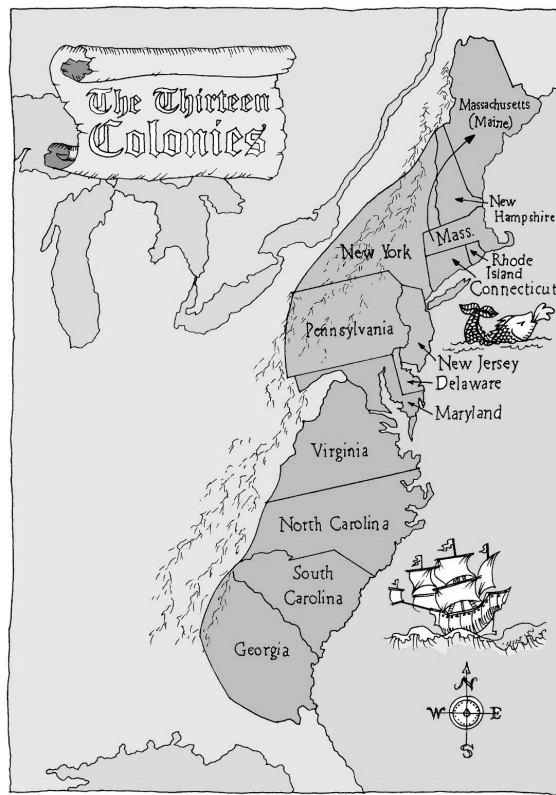 The Thirteen
Colonies
Massachusetts
(Maine)
New
Hampshire
Mass.
New York
Rhode
Island
Connecticut
Pennsylvania
New Jersey
Delaware
Maryland
Virginia
North Carolina
South
Carolina
Georgia
N
W E
S